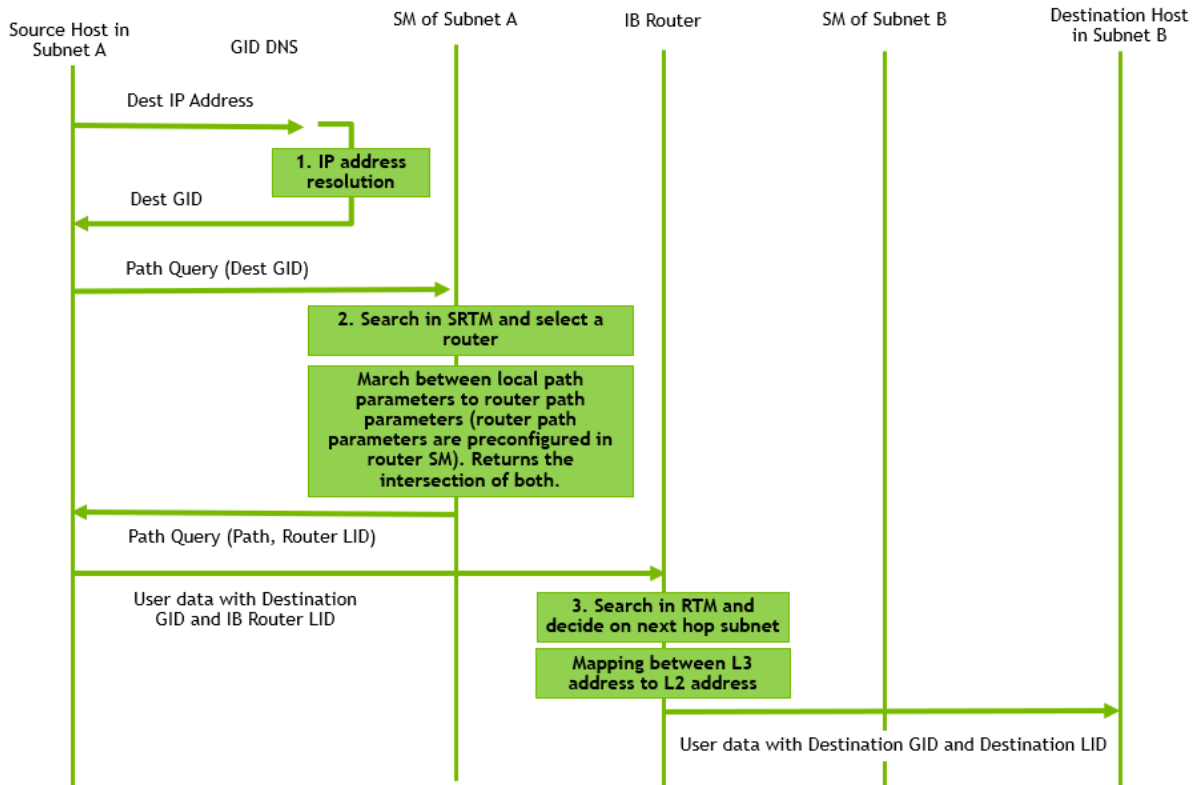 Source Host in
Subnet A
GID DNS
SM of Subnet A
IB Router
SM of Subnet B
Destination Host
in Subnet B
Dest IP Address
1. IP address
resolution
Dest GID
Path Query (Dest GID)
2. Search in SRTM and select a
router
March between local path
parameters to router path
parameters (router path
parameters are preconfigured in
router SM). Returns the
intersection of both.
Path Query (Path, Router LID)
User data with Destination
GID and IB Router LID
3. Search in RTM and
decide on next hop subnet
Mapping between L3
address to L2 address
User data with Destination GID and Destination LID